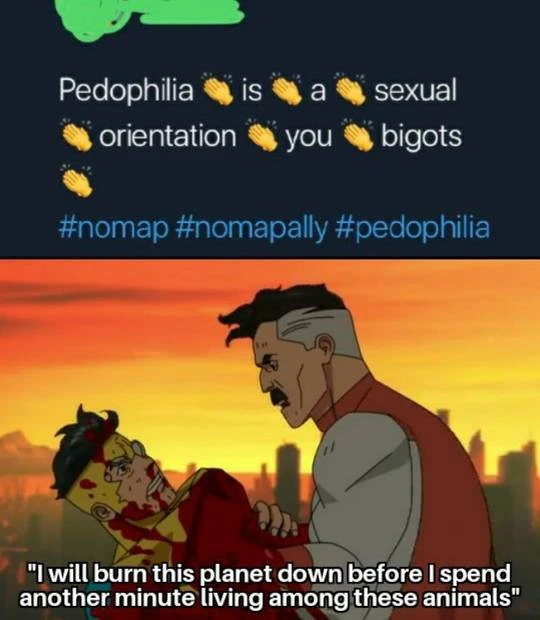 Pedophilia 👏 is 👏 a 👏 sexual
👏 orientation 👏 you 👏 bigots
👏
#nomap #nomapally #pedophilia
"I will burn this planet down before I spend
another minute living among these animals"